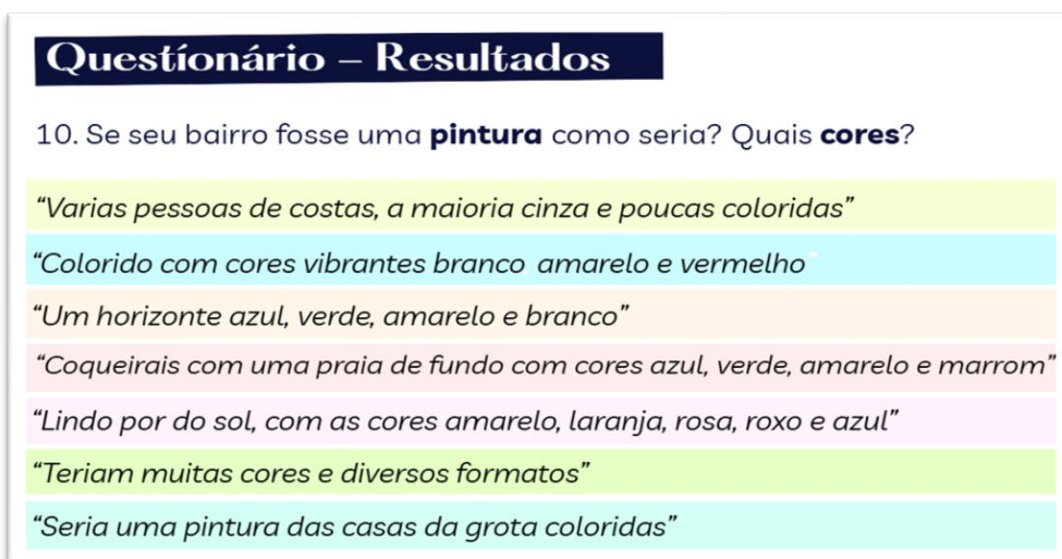 Questíonário – Resultados
10. Se seu bairro fosse uma pintura como seria? Quais cores?
“Varias pessoas de costas, a maioria cinza e poucas coloridas”
“Colorido com cores vibrantes branco, amarelo e vermelho”
“Um horizonte azul, verde, amarelo e branco”
“Coqueirais com uma praia de fundo com cores azul, verde, amarelo e marrom”
“Lindo por do sol, com as cores amarelo, laranja, rosa, roxo e azul”
“Teriam muitas cores e diversos formatos”
“Seria uma pintura das casas da grota coloridas”